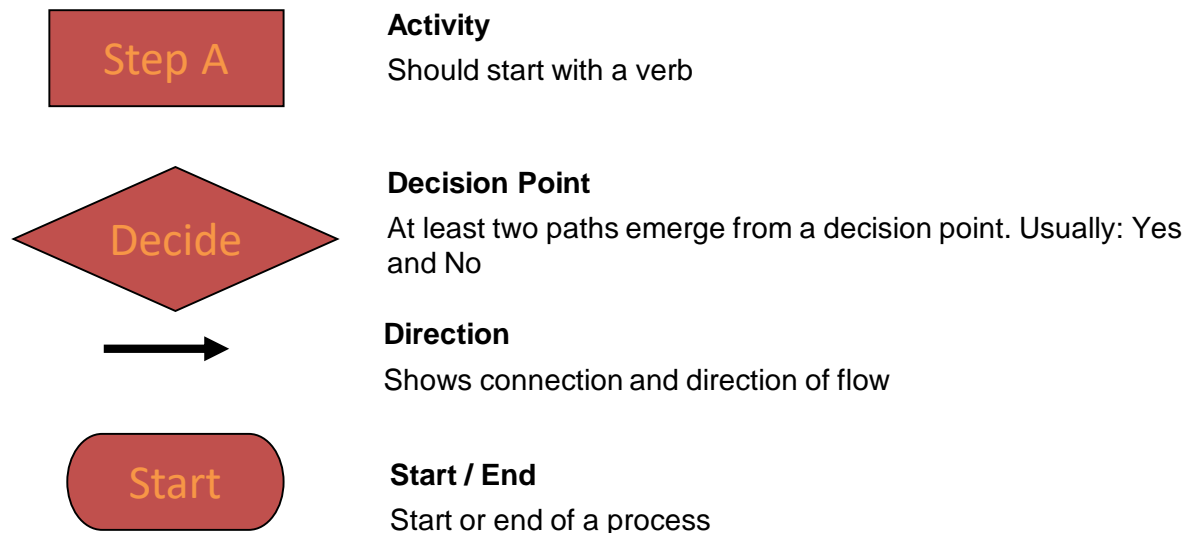 Step A
Activity
Should start with a verb
Decide
Decision Point
At least two paths emerge from a decision point. Usually: Yes
and No
Direction
Shows connection and direction of flow
Start
Start / End
Start or end of a process